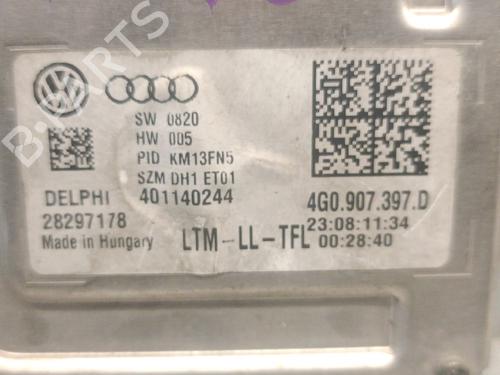 SW 0820
HW 005
PID KM13FN5
SZM DH1 ET01
DELPHI 401140244
4G0.907.397.D
28297178
23:08:11:34
Made in Hungary
LTM-LL-TFL
00:28:40
B-PARTS